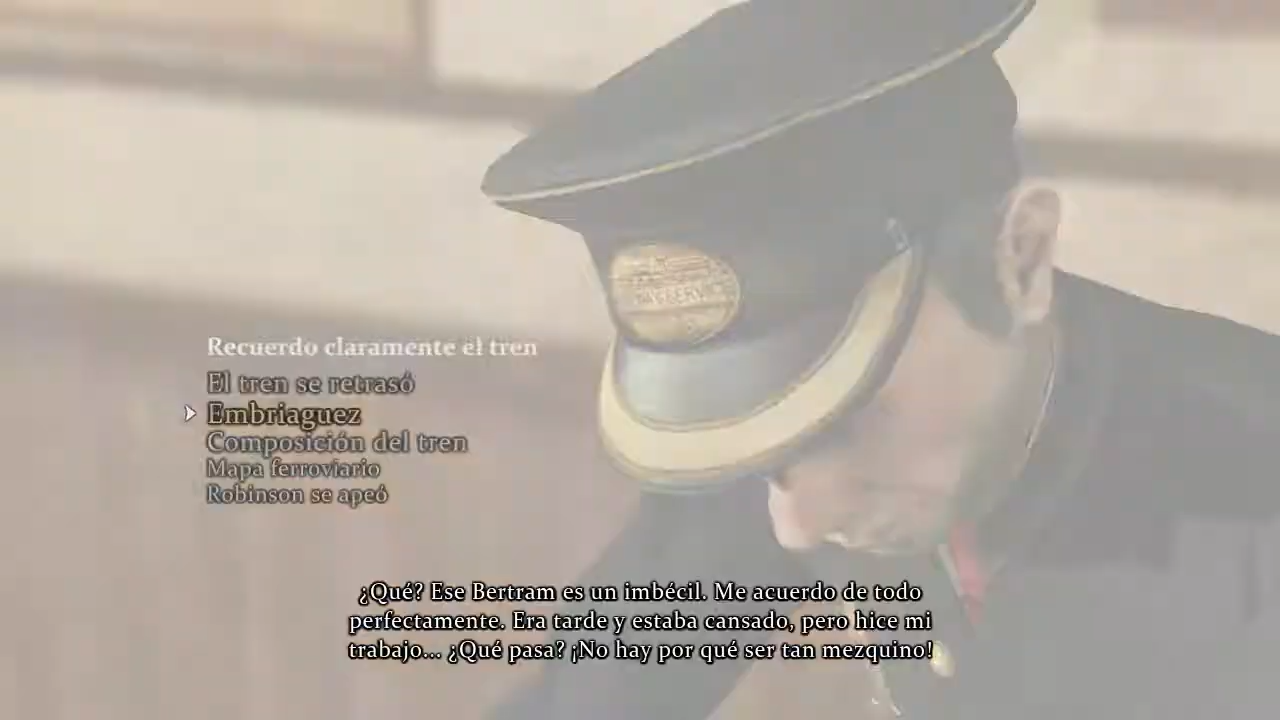 Recuerdo claramente el tren
El tren se retrasó
Embriaguez
Composición del tren
Mapa ferroviario
Robinson se apeó
¿Qué? Ese Bertram es un imbécil. Me acuerdo de todo
perfectamente. Era tarde y estaba cansado, pero hice mi
trabajo... ¿Qué pasa? ¡No hay por qué ser tan mezquino!